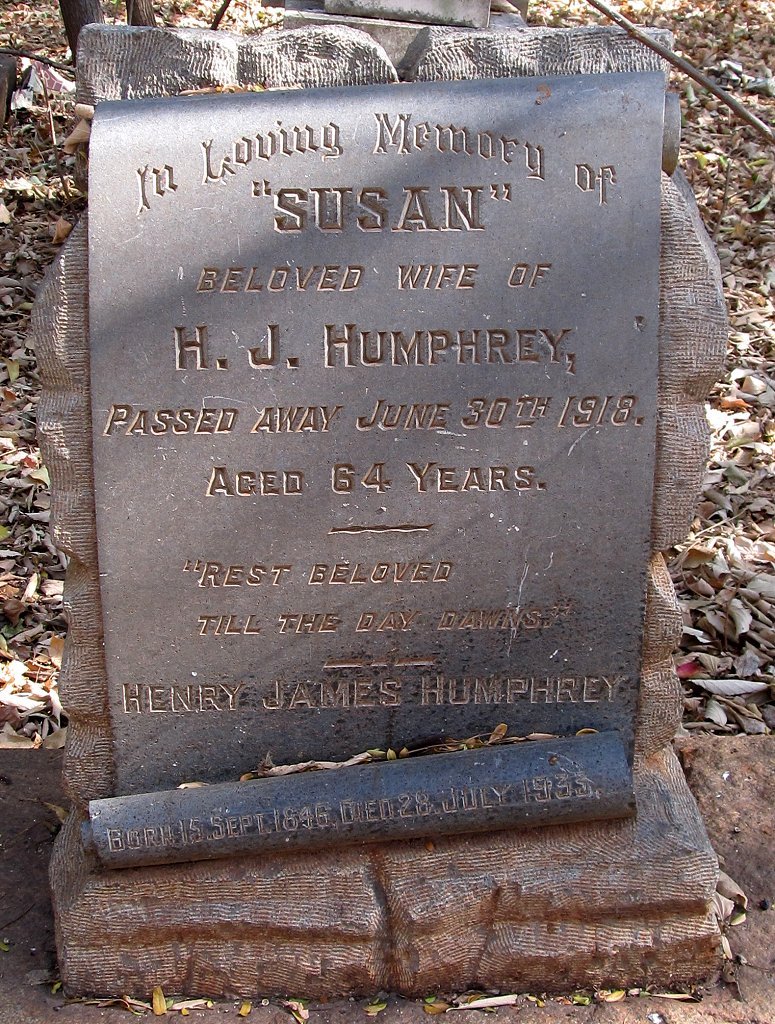 In Loving Memory of
"SUSAN"
BELOVED WIFE OF
H. J. HUMPHREY,
PASSED AWAY JUNE 30TH 1918.
AGED 64 YEARS.
"REST BELOVED
TILL THE DAY DAWNS."
HENRY JAMES HUMPHREY
BORN 15. SEPT. 1846. DIED 28. JULY 1933.